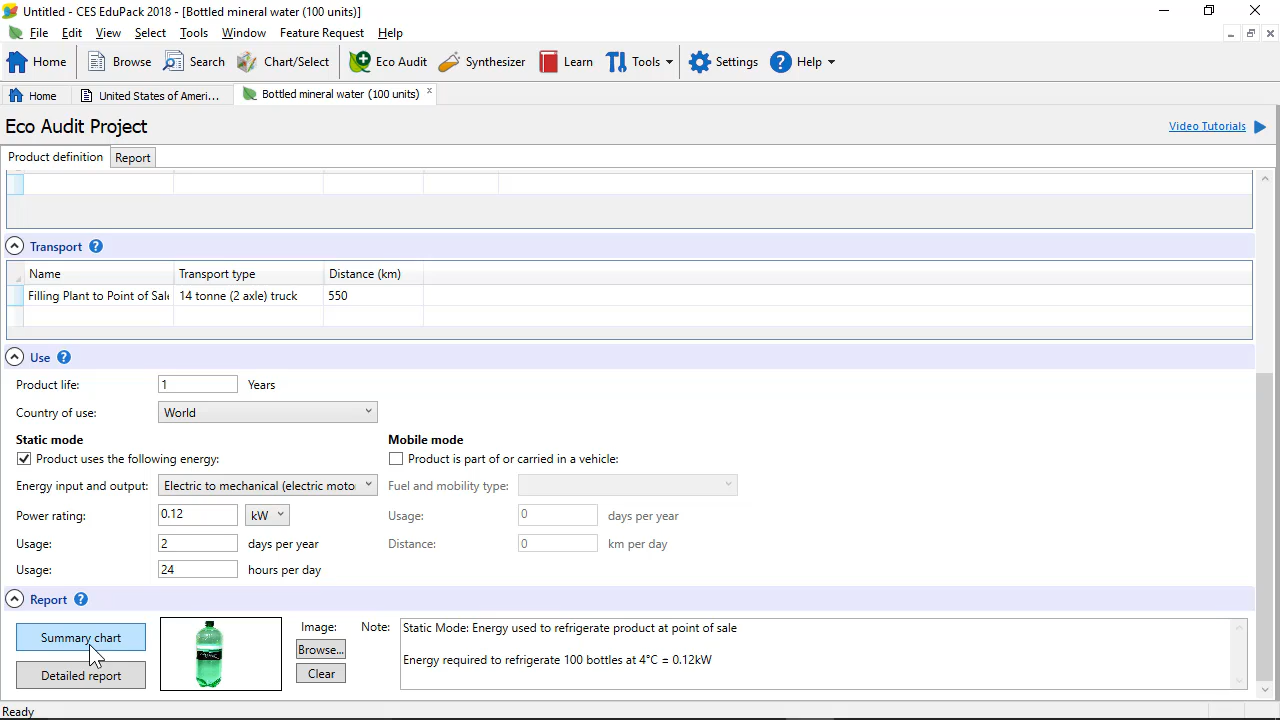 Untitled - CES EduPack 2018 - [Bottled mineral water (100 units)]
File Edit View Select Tools Window Feature Request Help
Home Browse Search Chart/Select Eco Audit Synthesizer Learn Tools Settings Help
Home United States of Ameri... Bottled mineral water (100 units)
Eco Audit Project Video Tutorials
Product definition Report
Transport
Name Transport type Distance (km)
Filling Plant to Point of Sale 14 tonne (2 axle) truck 550
Use
Product life: 1 Years
Country of use: World
Static mode Mobile mode
Product uses the following energy: Product is part of or carried in a vehicle:
Energy input and output: Electric to mechanical (electric moto Fuel and mobility type:
Power rating: 0.12 kW Usage: 0 days per year
Usage: 2 days per year Distance: 0 km per day
Usage: 24 hours per day
Report
Summary chart Image: Note: Static Mode: Energy used to refrigerate product at point of sale
Browse...
Energy required to refrigerate 100 bottles at 4°C = 0.12kW
Detailed report Clear
Ready